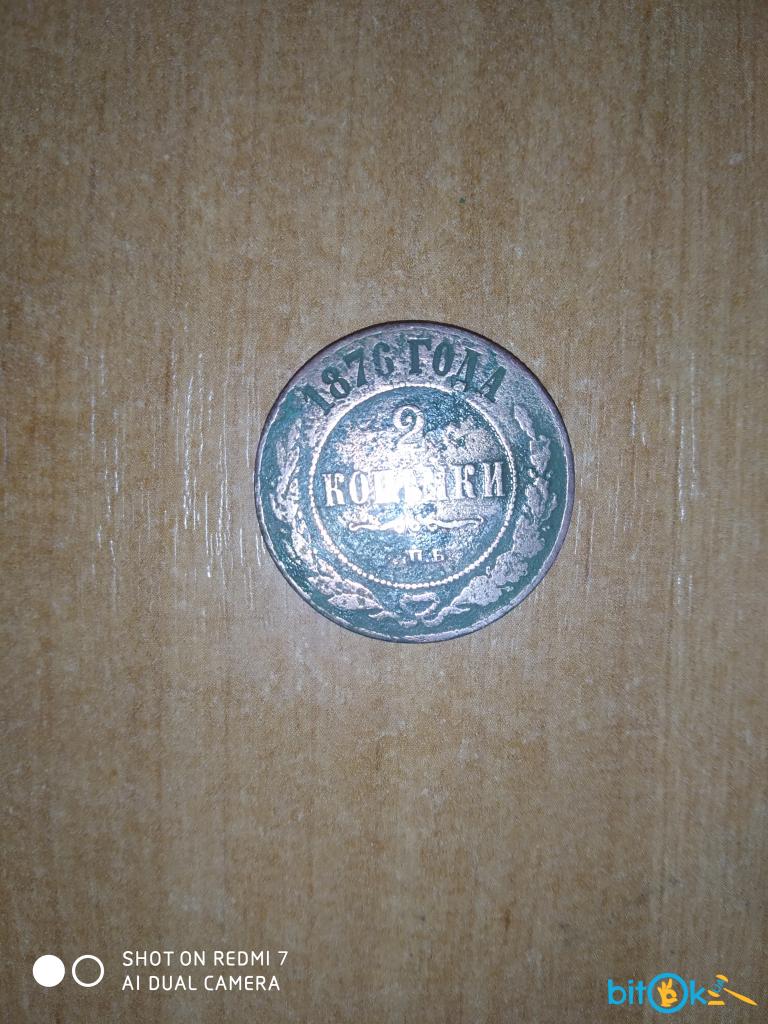 1876 ГОДА
2
КОПѢЙКИ
С.П.Б.
SHOT ON REDMI 7
AI DUAL CAMERA
bitOk